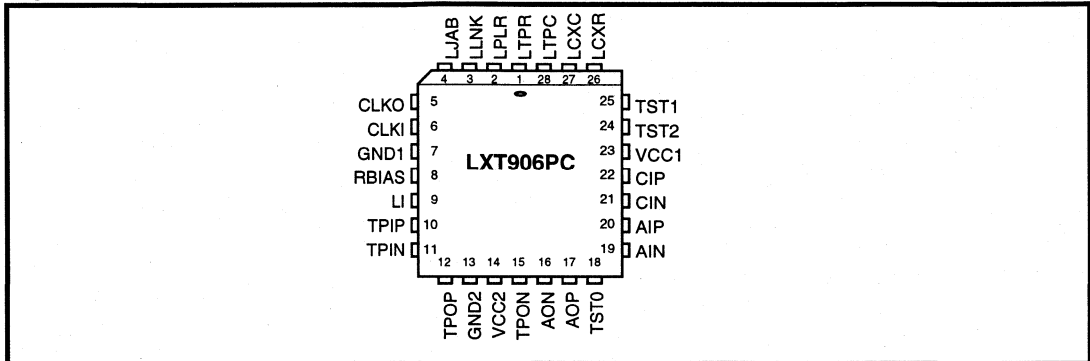 LJAB LLNK LPLR LTPR LTPC LCXC LCXR
4 3 2 1 28 27 26
CLKO 5 25 TST1
CLKI 6 24 TST2
GND1 7 23 VCC1
LXT906PC
RBIAS 8 22 CIP
LI 9 21 CIN
TPIP 10 20 AIP
TPIN 11 19 AIN
12 13 14 15 16 17 18
TPOP GND2 VCC2 TPON AON AOP TST0